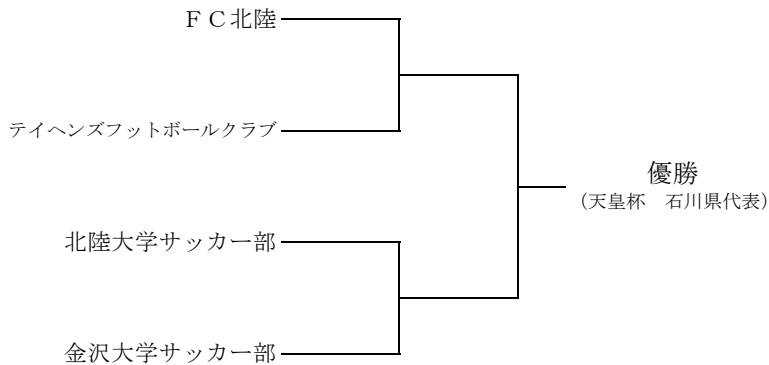 ＦＣ北陸
テイヘンズフットボールクラブ
優勝
（天皇杯　石川県代表）
北陸大学サッカー部
金沢大学サッカー部